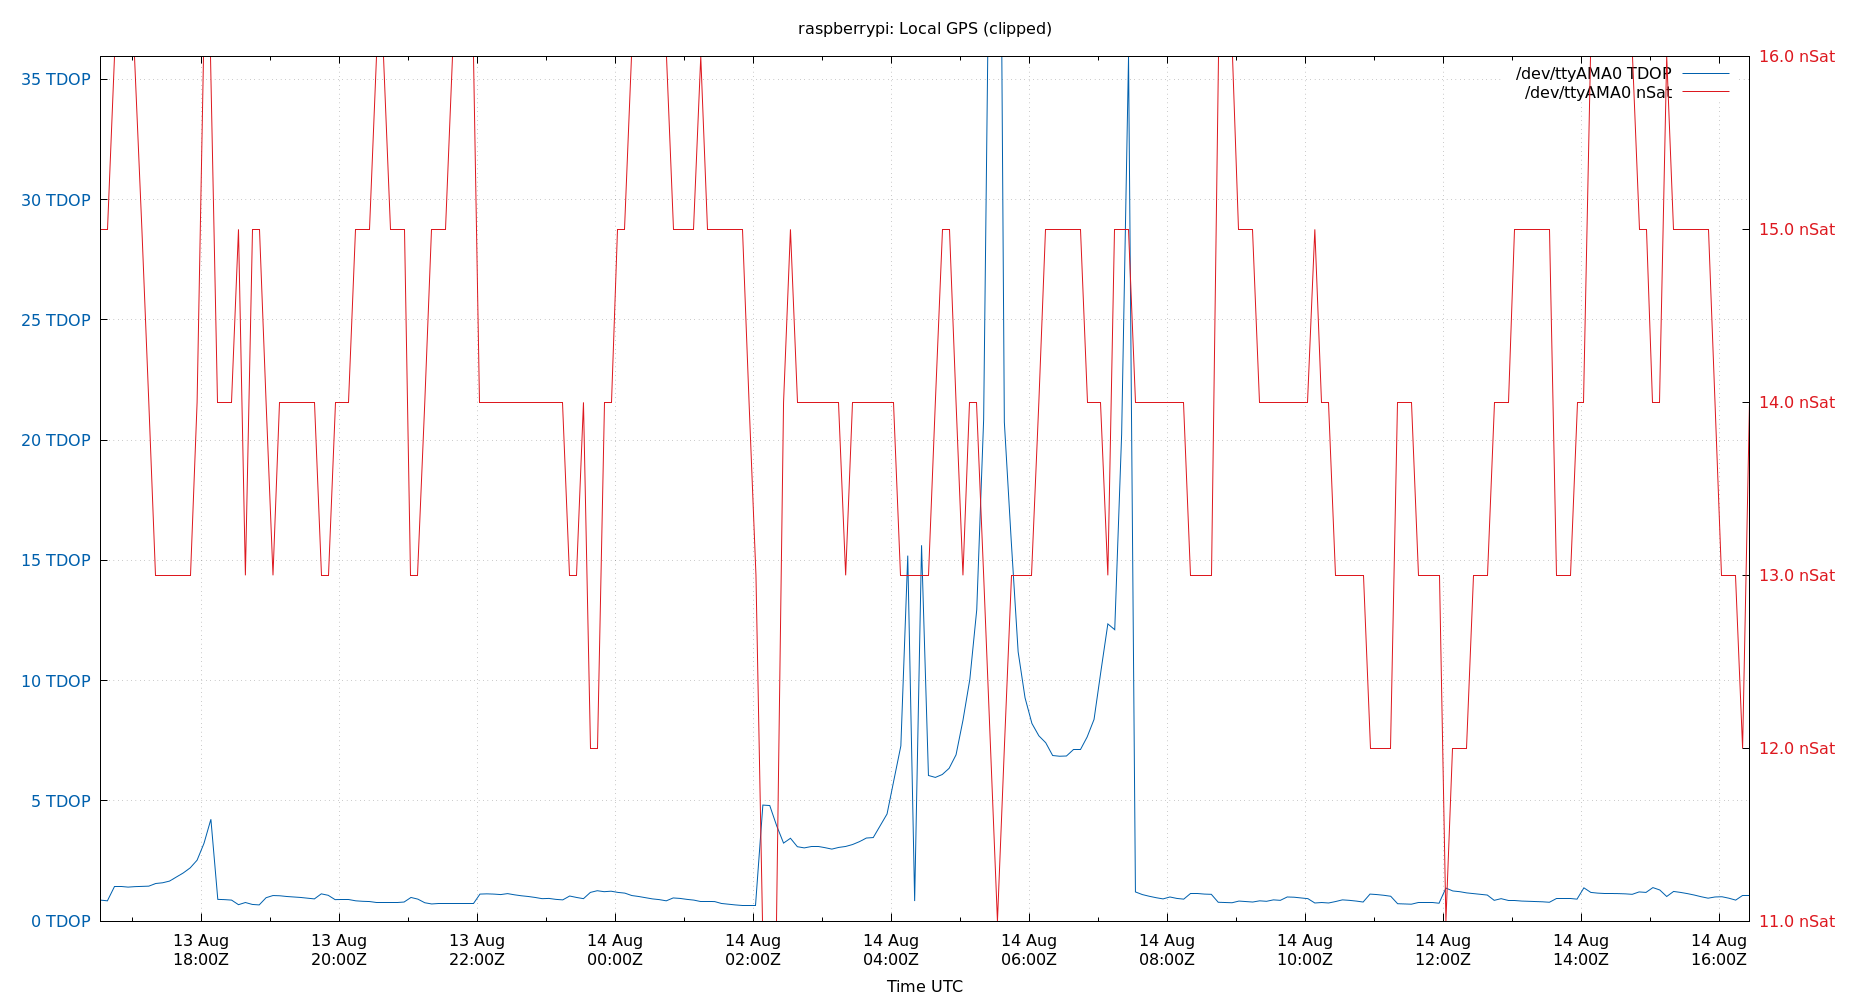 raspberrypi: Local GPS (clipped)
35 TDOP
30 TDOP
25 TDOP
20 TDOP
15 TDOP
10 TDOP
5 TDOP
0 TDOP
/dev/ttyAMA0 TDOP
/dev/ttyAMA0 nSat
16.0 nSat
15.0 nSat
14.0 nSat
13.0 nSat
12.0 nSat
11.0 nSat
13 Aug 13 Aug 13 Aug 14 Aug 14 Aug 14 Aug 14 Aug 14 Aug 14 Aug 14 Aug 14 Aug 14 Aug
18:00Z 20:00Z 22:00Z 00:00Z 02:00Z 04:00Z 06:00Z 08:00Z 10:00Z 12:00Z 14:00Z 16:00Z
Time UTC